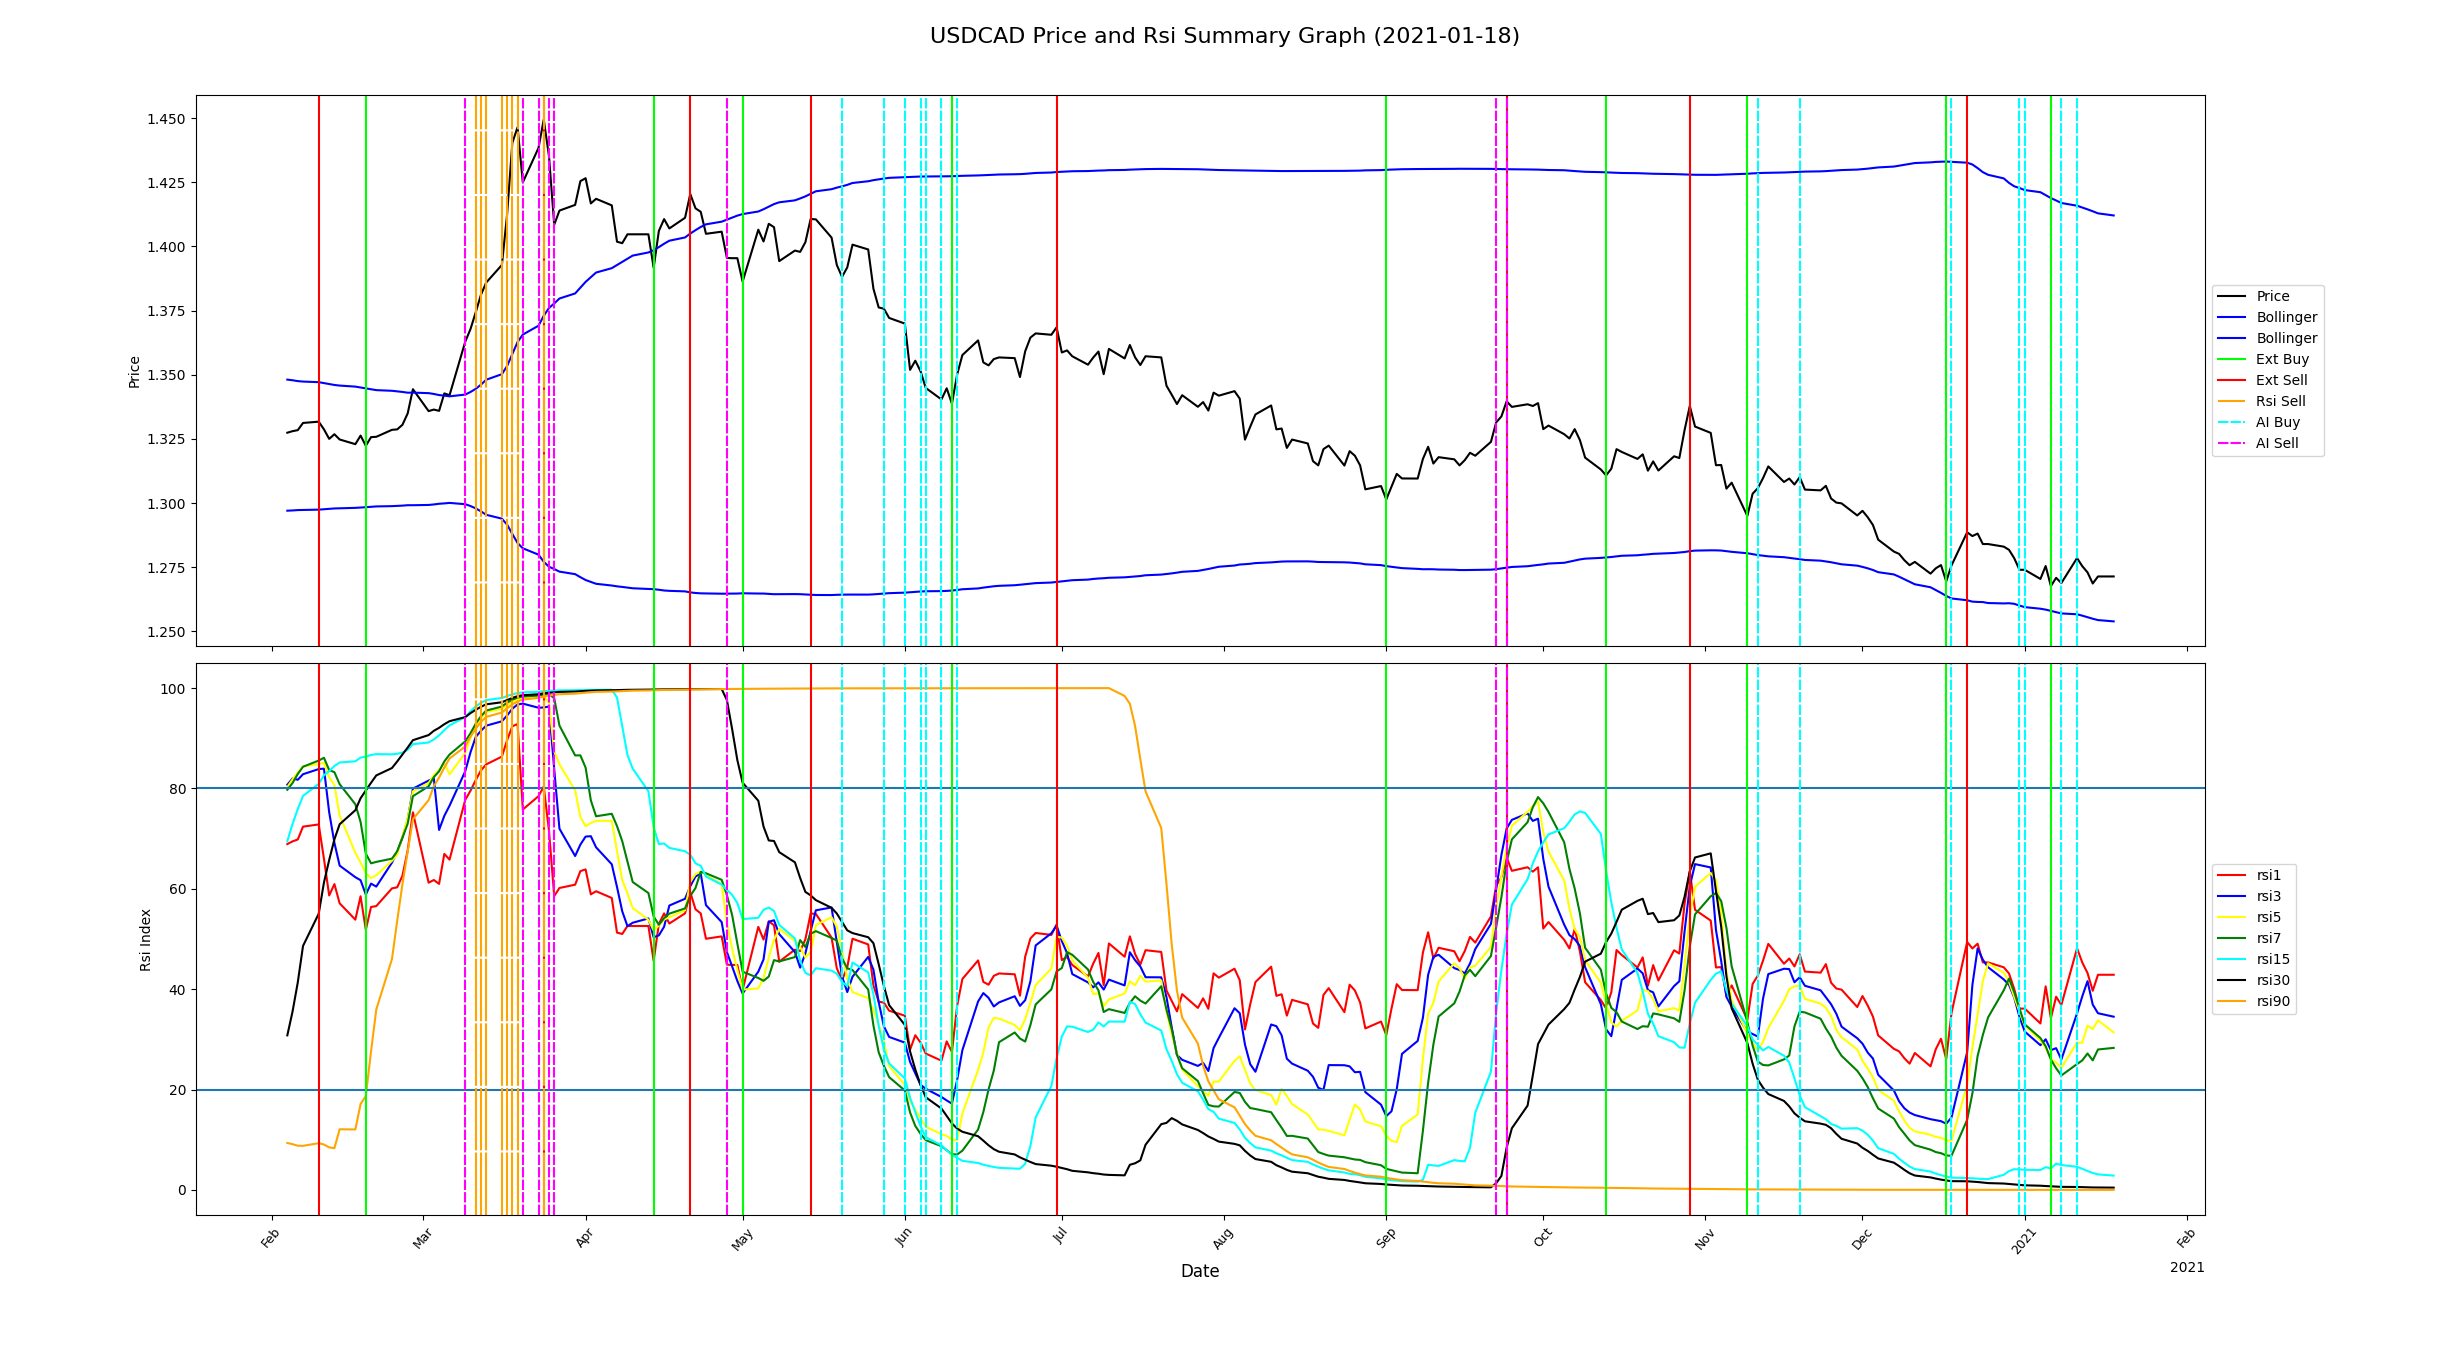 USDCAD Price and Rsi Summary Graph (2021-01-18)
Price
1.450
1.425
1.400
1.375
1.350
1.325
1.300
1.275
1.250
Price
Bollinger
Bollinger
Ext Buy
Ext Sell
Rsi Sell
AI Buy
AI Sell
Rsi Index
100
80
60
40
20
0
rsi1
rsi3
rsi5
rsi7
rsi15
rsi30
rsi90
Feb Mar Apr May Jun Jul Aug Sep Oct Nov Dec 2021 Feb
2021
Date